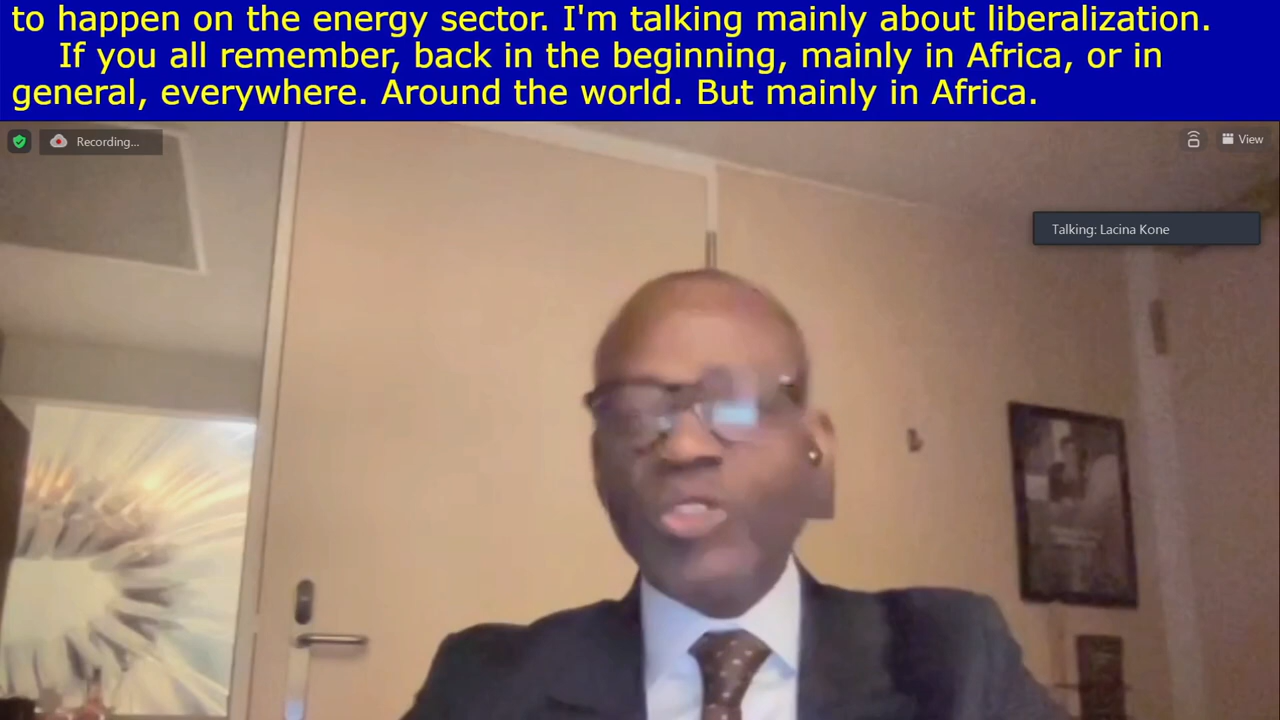 to happen on the energy sector. I'm talking mainly about liberalization.
If you all remember, back in the beginning, mainly in Africa, or in
general, everywhere. Around the world. But mainly in Africa.
Recording...
View
Talking: Lacina Kone